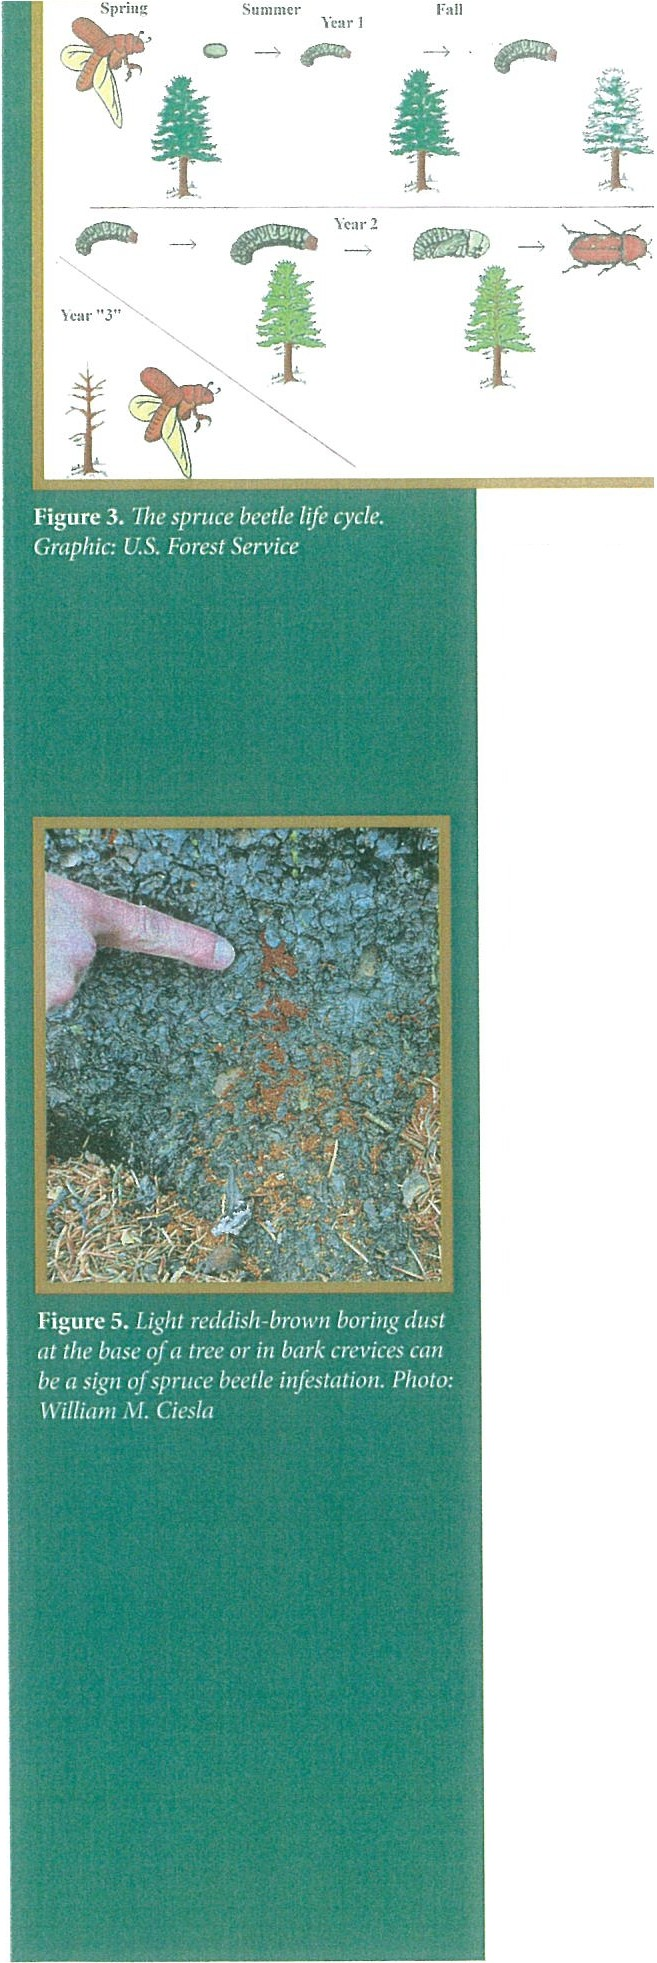 Spring Summer Fall
Year 1
Year 2
Year "3"
Figure 3. The spruce beetle life cycle.
Graphic: U.S. Forest Service
Figure 5. Light reddish-brown boring dust
at the base of a tree or in bark crevices can
be a sign of spruce beetle infestation. Photo:
William M. Ciesla